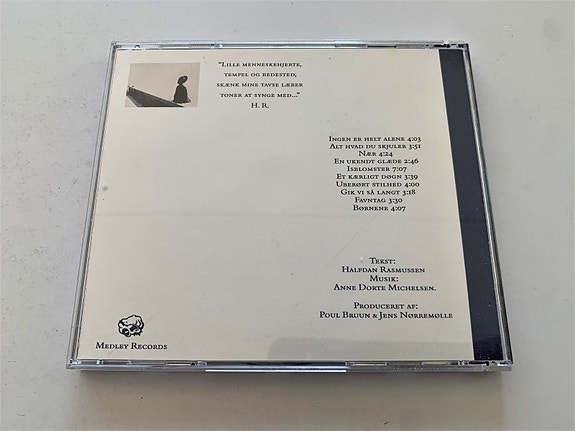 "Lille menneskehjerte,
tempel og bedested,
skænk mine tavse læber
toner at synge med..."
H. R.
Ingen er helt alene 4:03
Alt hvad du skjuler 3:51
Nær 4:24
En ukendt glæde 2:46
Isblomster 7:07
Et kærligt døgn 3:39
Uberørt stilhed 4:00
Gik vi så langt 3:18
Favntag 3:30
Børnene 4:07
Tekst:
Halfdan Rasmussen
Musik:
Anne Dorte Michelsen.
Produceret af:
Poul Bruun & Jens Nørremølle
Medley Records